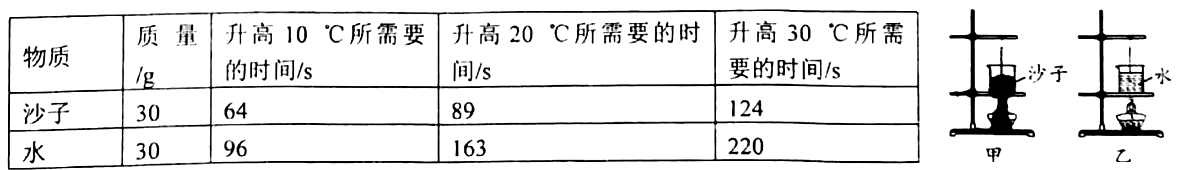 物质 质量/g 升高10 ℃所需要的时间/s 升高20 ℃所需要的时间/s 升高30 ℃所需要的时间/s
沙子 30 64 89 124
水 30 96 163 220
沙子 水
甲 乙